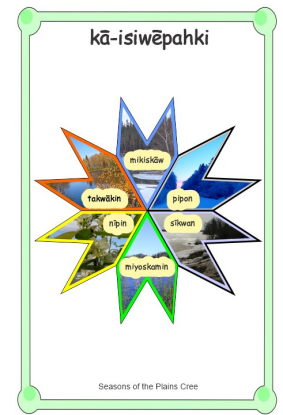 kā-isiwēpahki
mikiskāw
takwākin
pipon
nīpin
sīkwan
miyoskamin
Seasons of the Plains Cree